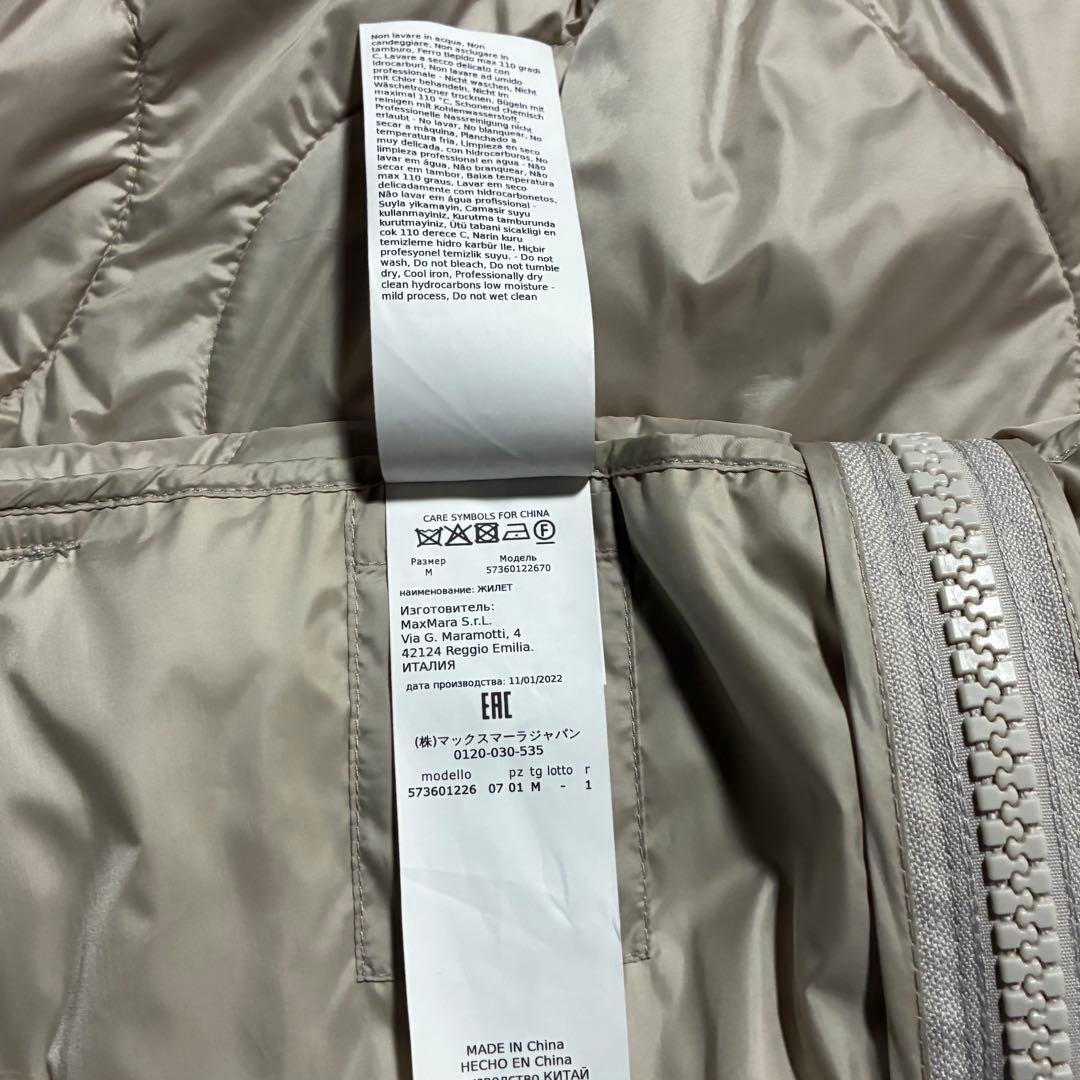 Non lavare in acqua, Non
candeggiare, Non asciugare in
tamburo, Ferro tiepido max 110 gradi
C, Lavare a secco delicato con
idrocarburi, Non lavare ad umido
professionale - Nicht waschen, Nicht
mit Chlor behandeln, Nicht im
Wäschetrockner trocknen, Bügeln mit
maximal 110 °C, Schonend chemisch
reinigen mit Kohlenwasserstoff,
Professionelle Nassreinigung nicht
erlaubt - No lavar, No blanquear, No
secar a màquina, Planchado a
temperatura fria, Limpieza en seco
muy delicada, con hidrocarburos, No
limpieza professional en agua - Não
lavar em água, Não branquear, Não
secar em tambor, Baixa temperatura
max 110 graus, Lavar em seco
delicadamente com hidrocarbonetos,
Não lavar em água profissional -
Suyla yikamayin, Camasir suyu
kullanmayiniz, Kurutma tamburunda
kurutmayiniz, Ütü tabani sicakligi en
cok 110 derece C, Narin kuru
temizleme hidro karbür Ile, Hiçbir
profesyonel temizlik suyu. - Do not
wash, Do not bleach, Do not tumble
dry, Cool iron, Professionally dry
clean hydrocarbons low moisture -
mild process, Do not wet clean
CARE SYMBOLS FOR CHINA
F
Размер Модель
M 57360122670
наименование: ЖИЛЕТ
Изготовитель:
MaxMara S.r.L.
Via G. Maramotti, 4
42124 Reggio Emilia.
ИТАЛИЯ
дата производства: 11/01/2022
EAC
(株)マックスマーラジャパン
0120-030-535
modello pz tg lotto r
573601226 07 01 M - 1
MADE IN China
HECHO EN China
КИТАЙ